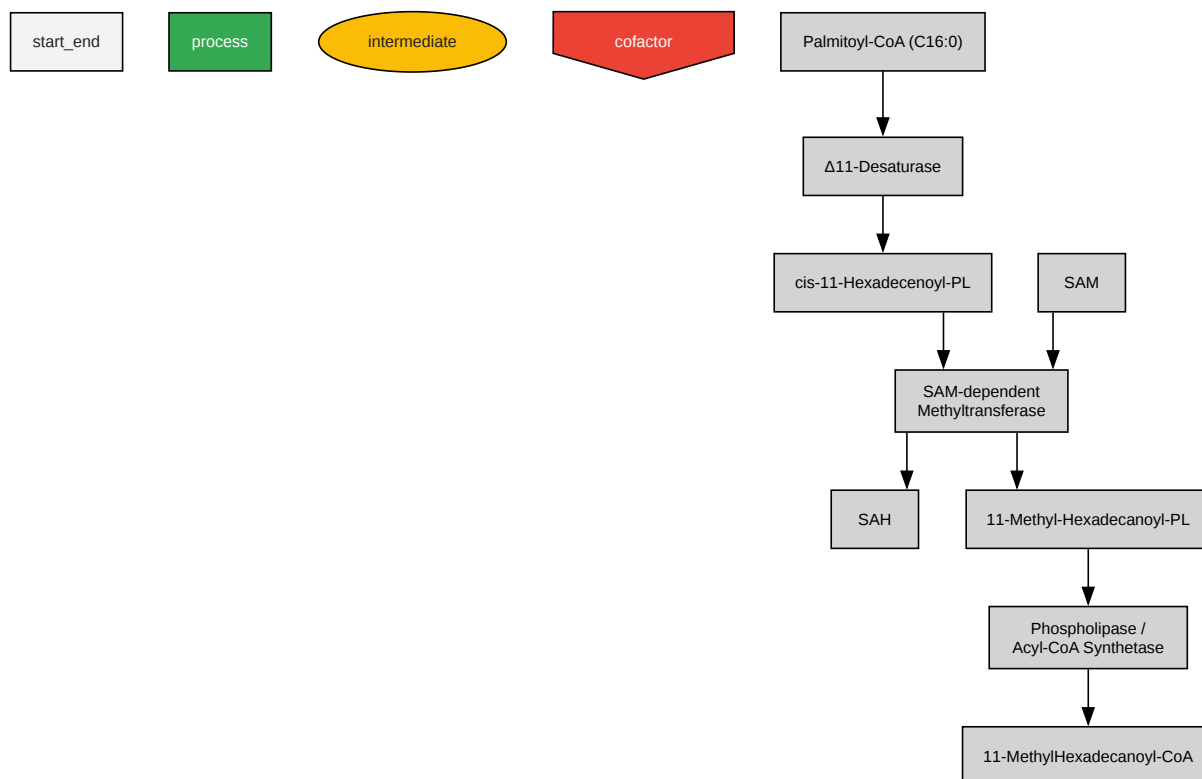 start_end
process
intermediate
cofactor
Palmitoyl-CoA (C16:0)
Δ11-Desaturase
cis-11-Hexadecenoyl-PL
SAM
SAM-dependent
Methyltransferase
SAH
11-Methyl-Hexadecanoyl-PL
Phospholipase /
Acyl-CoA Synthetase
11-MethylHexadecanoyl-CoA